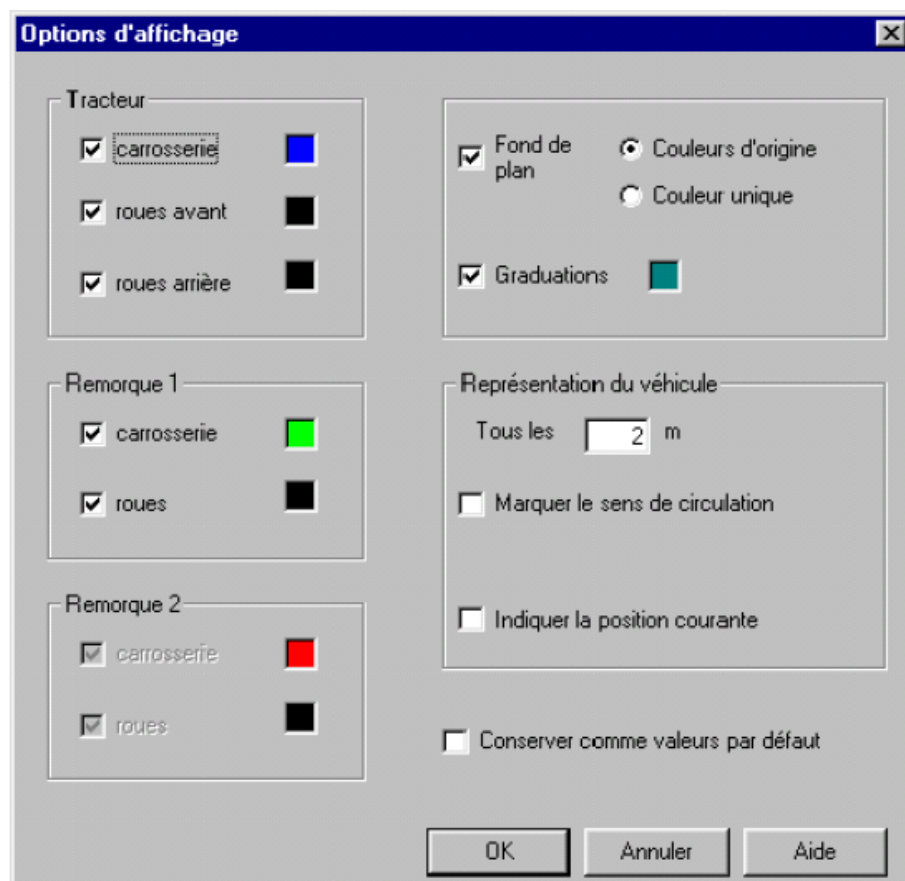 Options d'affichage
Tracteur
carrosserie
roues avant
roues arrière
Fond de
plan
Couleurs d'origine
Couleur unique
Graduations
Remorque 1
carrosserie
roues
Représentation du véhicule
Tous les 2 m
Marquer le sens de circulation
Indiquer la position courante
Remorque 2
carrosserie
roues
Conserver comme valeurs par défaut
OK
Annuler
Aide